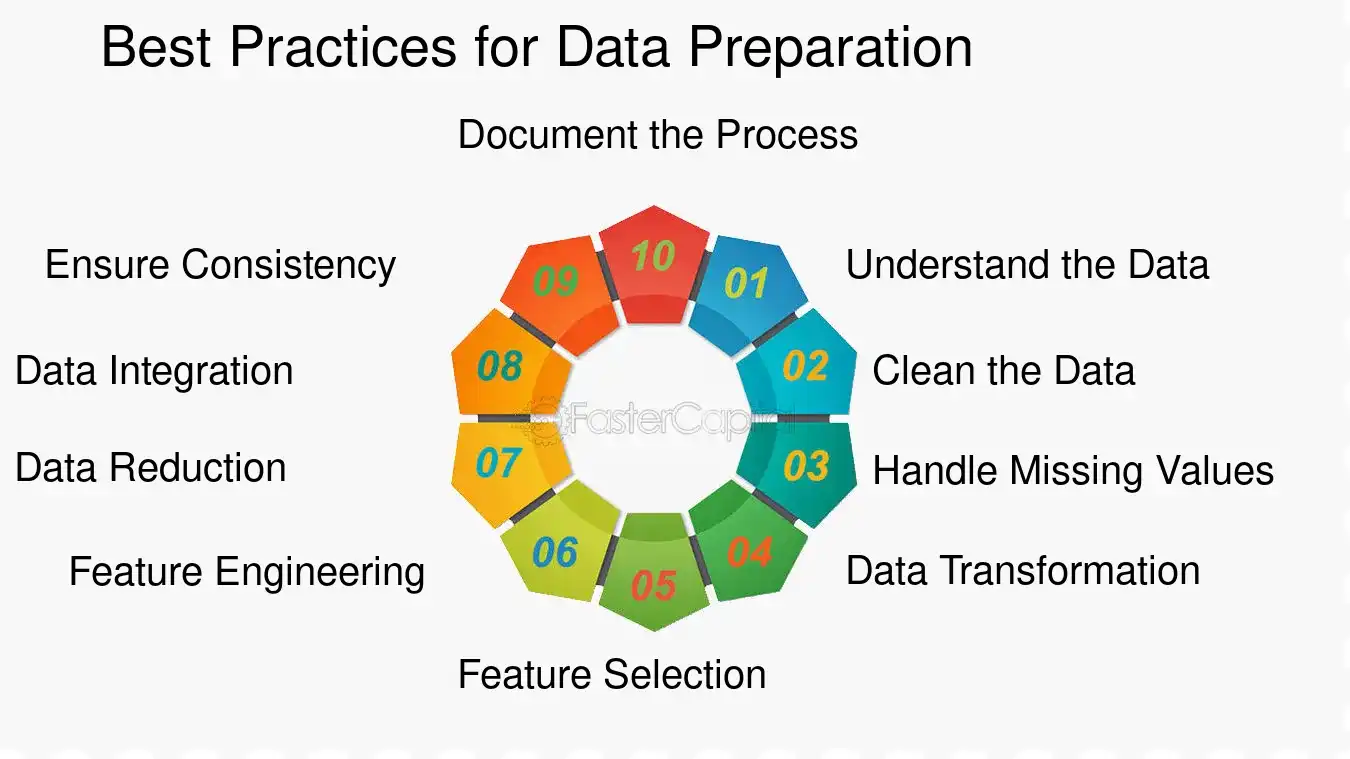 Best Practices for Data Preparation
Document the Process
10
01
Understand the Data
02
Clean the Data
03
Handle Missing Values
04
Data Transformation
05
Feature Selection
06
Feature Engineering
07
Data Reduction
08
Data Integration
09
Ensure Consistency
FasterCapital